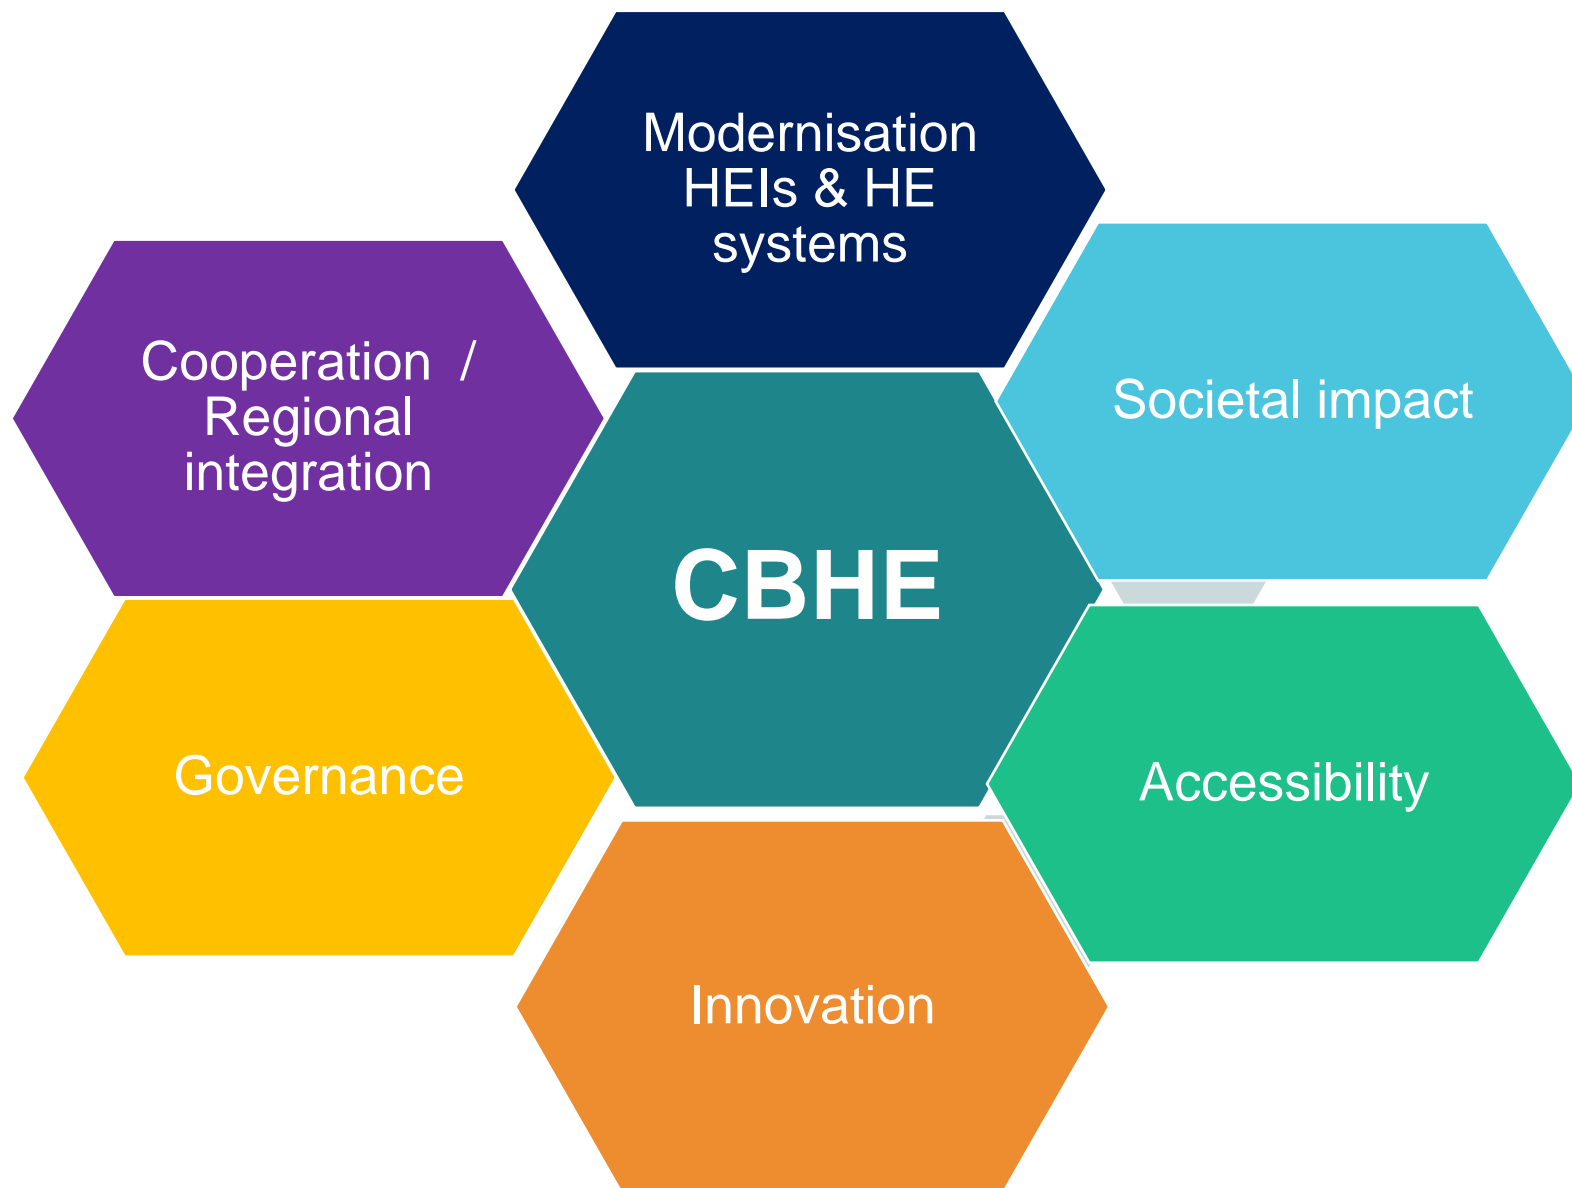 Modernisation
HEIs & HE
systems
Cooperation /
Regional
integration
Societal impact
CBHE
Governance
Accessibility
Innovation